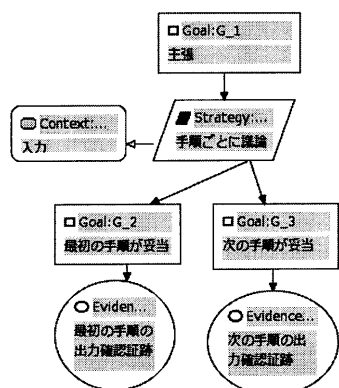 Goal:G_1
主張
Strategy:...
手順ごとに議論
Context:...
入力
Goal:G_2
最初の手順が妥当
Goal:G_3
次の手順が妥当
Eviden...
最初の手順の
出力確認証跡
Evidence...
次の手順の出
力確認証跡